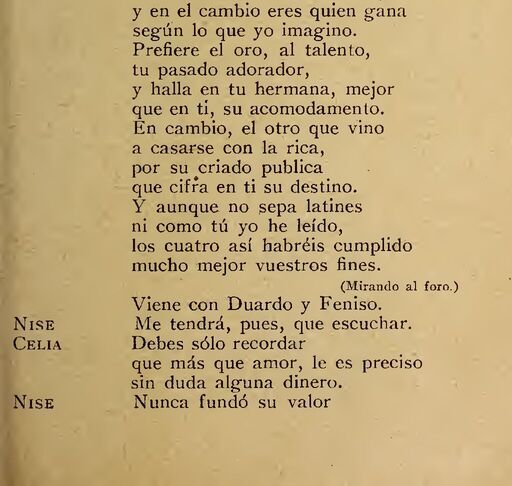 y en el cambio eres quien gana
según lo que yo imagino.
Prefiere el oro, al talento,
tu pasado adorador,
y halla en tu hermana, mejor
que en ti, su acomodamento.
En cambio, el otro que vino
a casarse con la rica,
por su criado publica
que cifra en ti su destino.
Y aunque no sepa latines
ni como tú yo he leído,
los cuatro así habréis cumplido
mucho mejor vuestros fines.
(Mirando al foro.)
Viene con Duardo y Feniso.
NISE Me tendrá, pues, que escuchar.
CELIA Debes sólo recordar
que más que amor, le es preciso
sin duda alguna dinero.
NISE Nunca fundó su valor